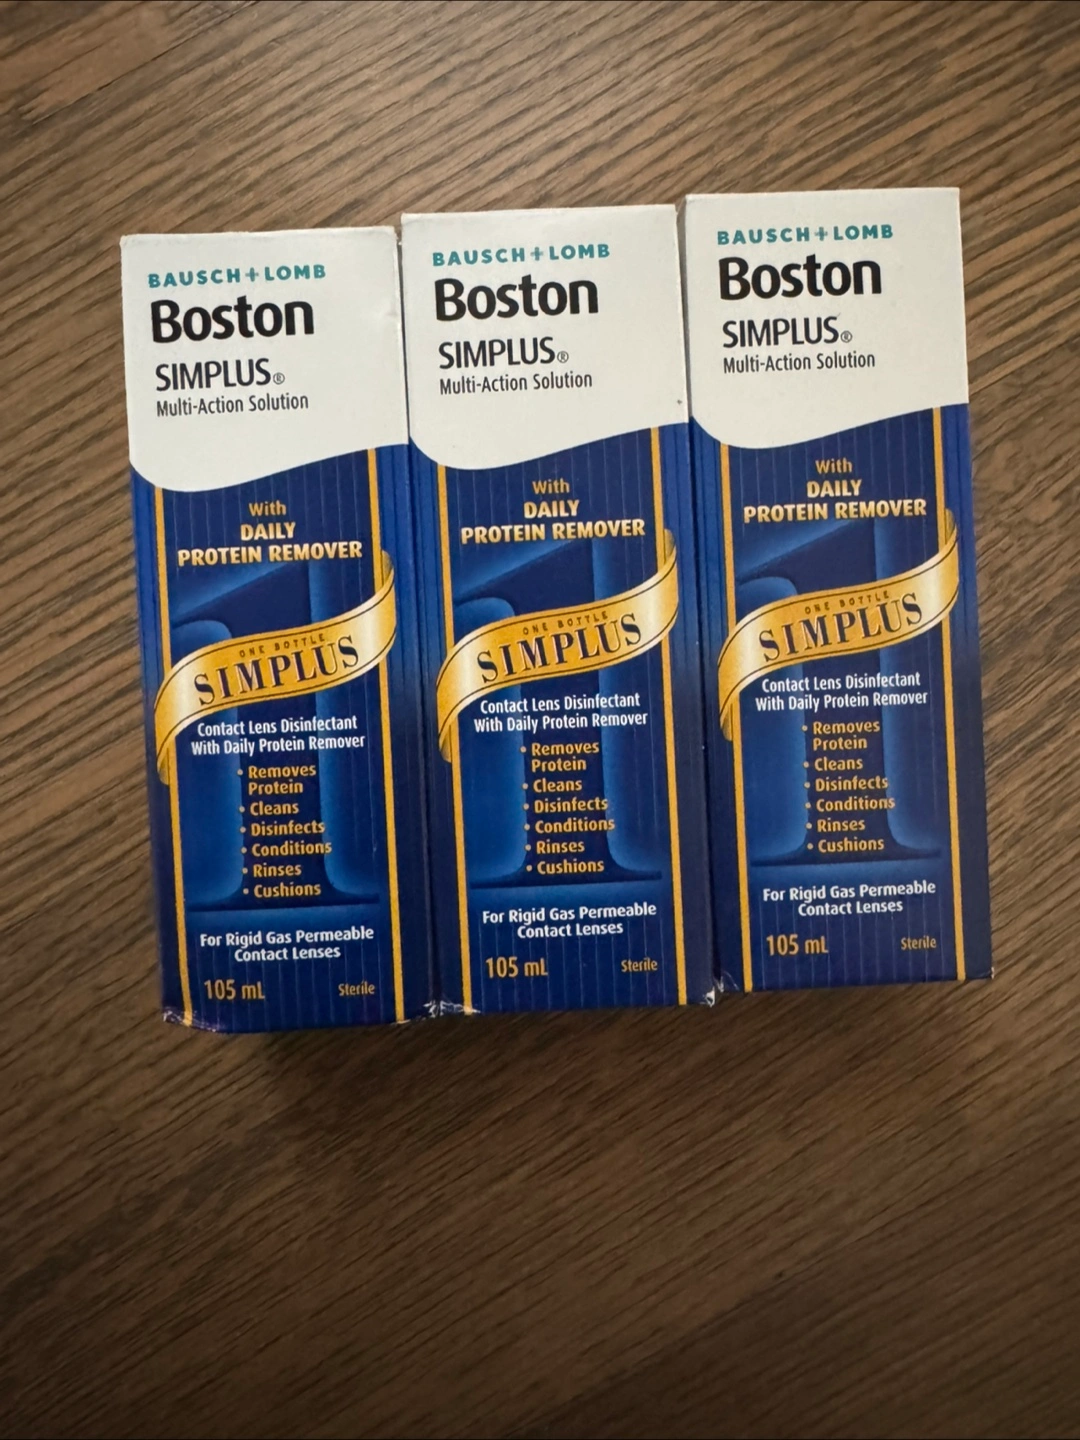 BAUSCH+LOMB
Boston
SIMPLUS®
Multi-Action Solution
With
DAILY
PROTEIN REMOVER
ONE BOTTLE
SIMPLUS
Contact Lens Disinfectant
With Daily Protein Remover
• Removes
Protein
• Cleans
• Disinfects
• Conditions
• Rinses
• Cushions
For Rigid Gas Permeable
Contact Lenses
105 mL Sterile
BAUSCH+LOMB
Boston
SIMPLUS®
Multi-Action Solution
With
DAILY
PROTEIN REMOVER
ONE BOTTLE
SIMPLUS
Contact Lens Disinfectant
With Daily Protein Remover
• Removes
Protein
• Cleans
• Disinfects
• Conditions
• Rinses
• Cushions
For Rigid Gas Permeable
Contact Lenses
105 mL Sterile
BAUSCH+LOMB
Boston
SIMPLUS®
Multi-Action Solution
With
DAILY
PROTEIN REMOVER
ONE BOTTLE
SIMPLUS
Contact Lens Disinfectant
With Daily Protein Remover
• Removes
Protein
• Cleans
• Disinfects
• Conditions
• Rinses
• Cushions
For Rigid Gas Permeable
Contact Lenses
105 mL Sterile